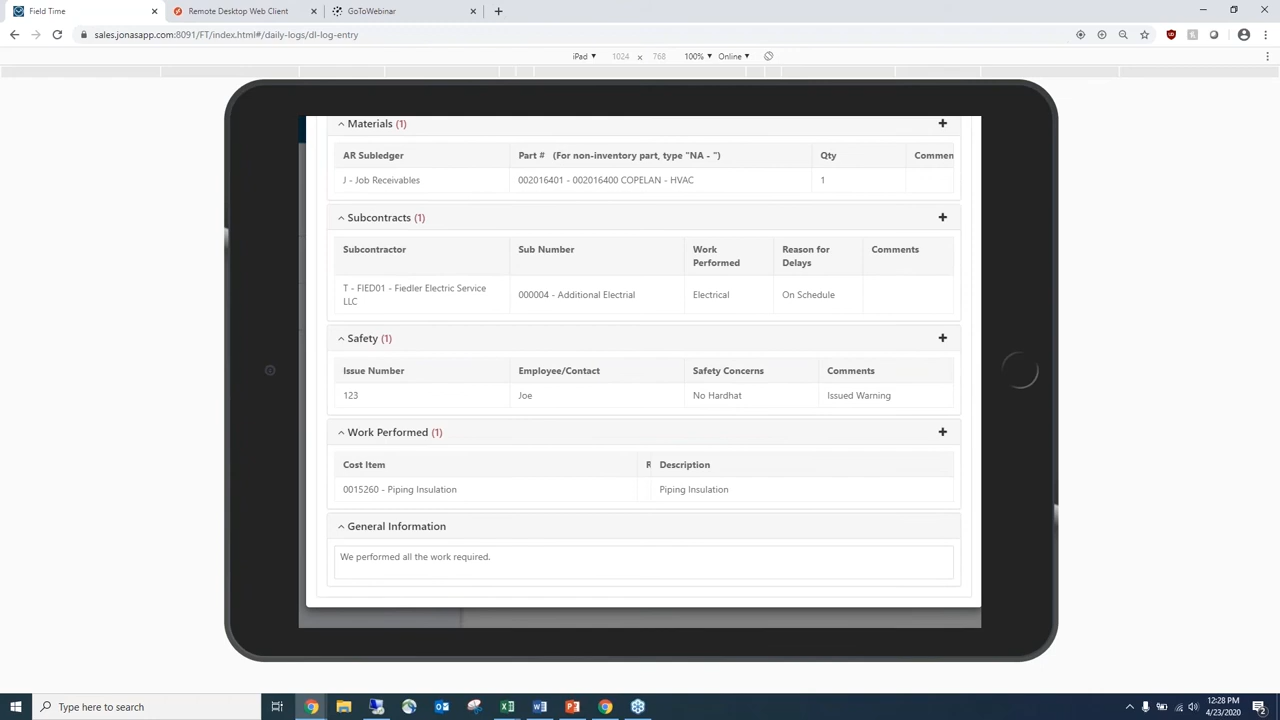 Field Time
Remote Desktop Web Client
GoToWebinar
sales.jonasapp.com:8091/FT/index.html#/daily-logs/dl-log-entry
iPad 1024 × 768 100% Online
Materials (1)
AR Subledger Part # (For non-inventory part, type "NA - ") Qty Commen
J - Job Receivables 002016401 - 002016400 COPELAN - HVAC 1
Subcontracts (1)
Subcontractor Sub Number Work Performed Reason for Delays Comments
T - FIED01 - Fiedler Electric Service LLC 000004 - Additional Electrial Electrical On Schedule
Safety (1)
Issue Number Employee/Contact Safety Concerns Comments
123 Joe No Hardhat Issued Warning
Work Performed (1)
Cost Item R Description
0015260 - Piping Insulation Piping Insulation
General Information
We performed all the work required.
Type here to search
12:28 PM
4/23/2020
2